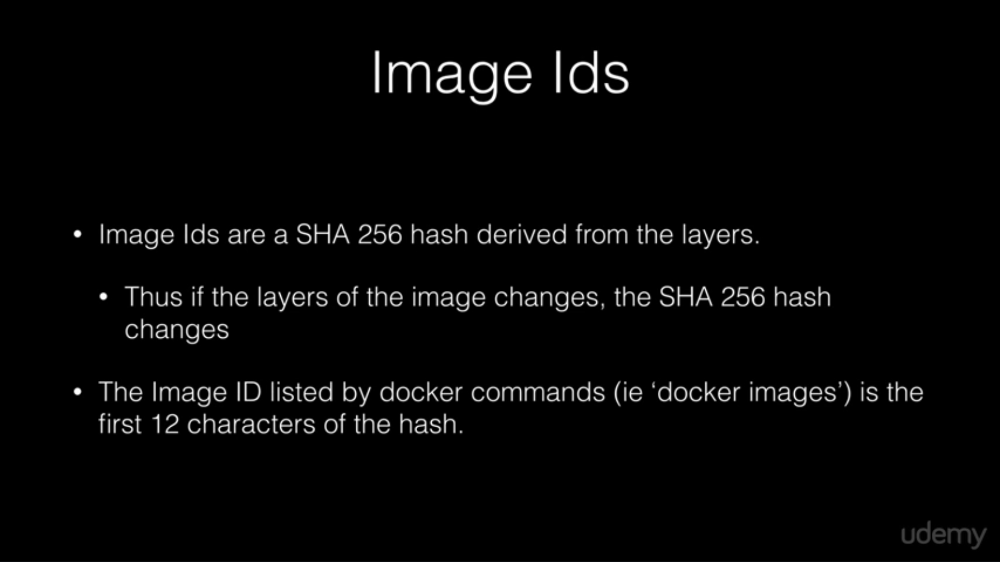 Image Ids
• Image Ids are a SHA 256 hash derived from the layers.
• Thus if the layers of the image changes, the SHA 256 hash
changes
• The Image ID listed by docker commands (ie ‘docker images’) is the
first 12 characters of the hash.
udemy